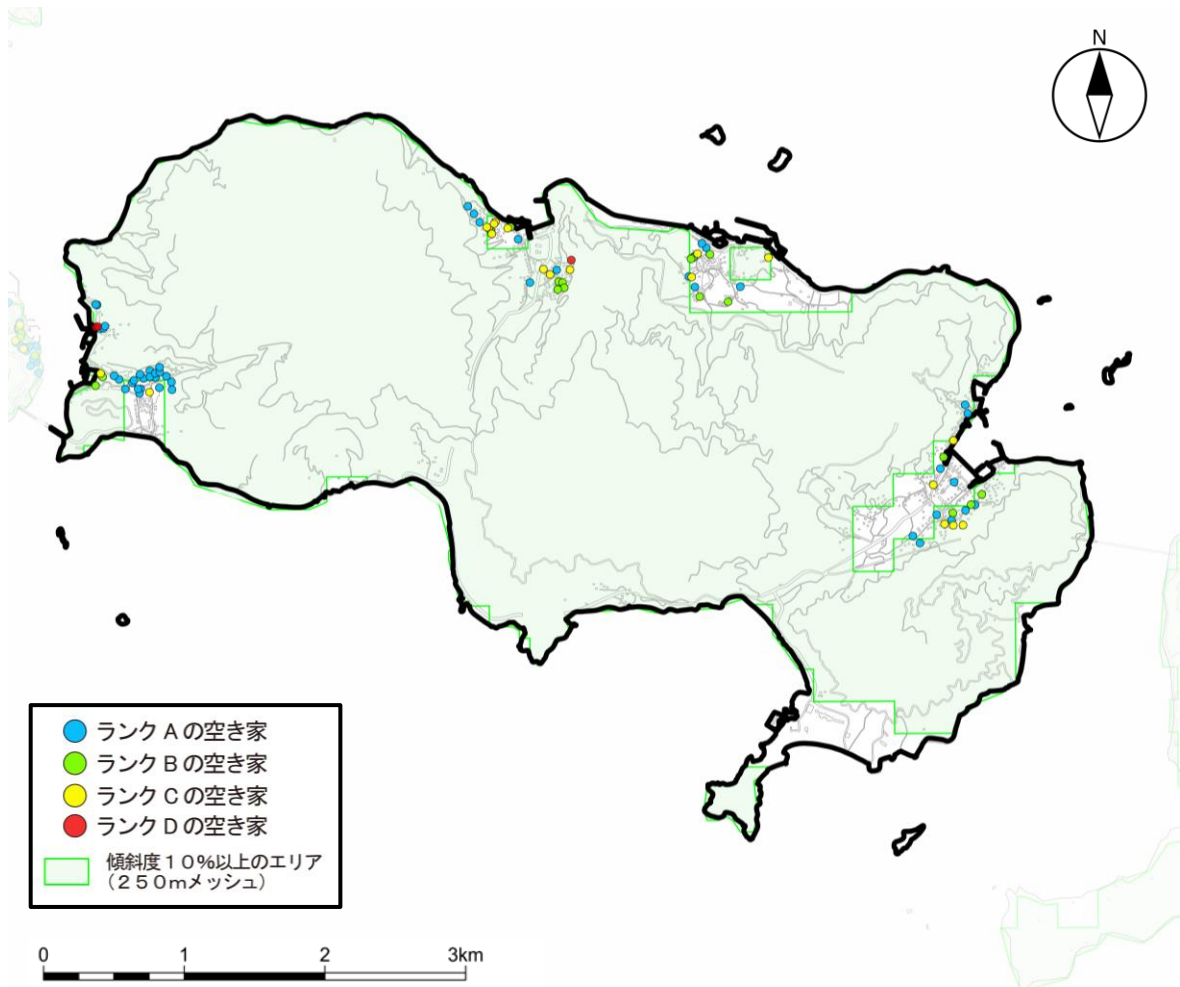 N
ランクAの空き家
ランクBの空き家
ランクCの空き家
ランクDの空き家
傾斜度１０％以上のエリア
（２５０ｍメッシュ）
0 1 2 3km